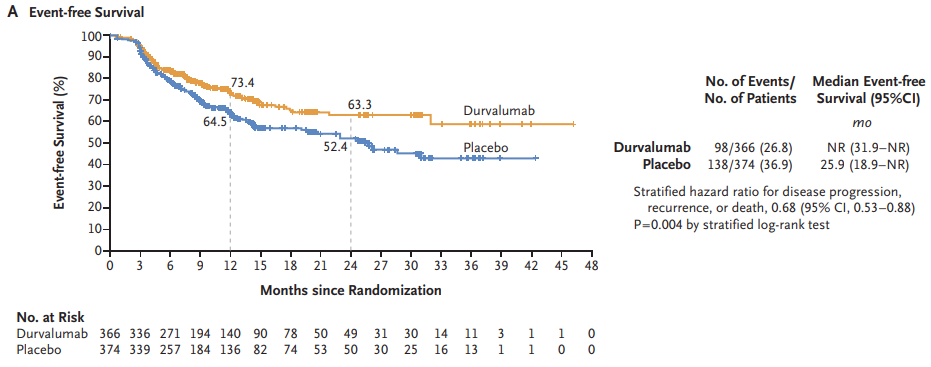 A Event-free Survival
Event-free Survival (%)
100
90
80
70
60
50
40
30
20
10
0
73.4
64.5
63.3
52.4
Durvalumab
Placebo
0 3 6 9 12 15 18 21 24 27 30 33 36 39 42 45 48
Months since Randomization
No. of Events/ Median Event-free
No. of Patients Survival (95%CI)
mo
Durvalumab 98/366 (26.8) NR (31.9–NR)
Placebo 138/374 (36.9) 25.9 (18.9–NR)
Stratified hazard ratio for disease progression,
recurrence, or death, 0.68 (95% CI, 0.53–0.88)
P=0.004 by stratified log-rank test
No. at Risk
Durvalumab 366 336 271 194 140 90 78 50 49 31 30 14 11 3 1 1 0
Placebo 374 339 257 184 136 82 74 53 50 30 25 16 13 1 1 0 0